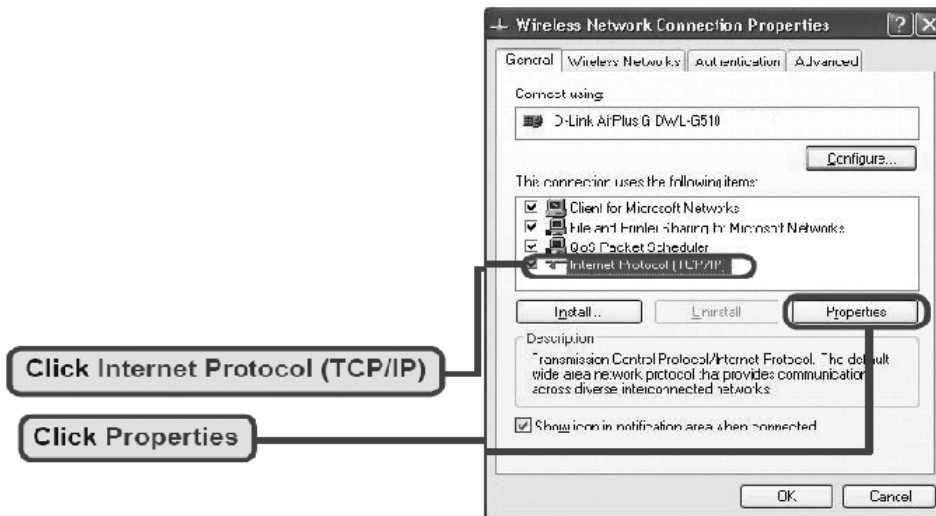 Wireless Network Connection Properties
General Wireless Networks Authentication Advanced
Connect using:
D-Link AirPlus G DWL-G510
Configure...
This connection uses the following items:
Client for Microsoft Networks
File and Printer Sharing for Microsoft Networks
QoS Packet Scheduler
Internet Protocol (TCP/IP)
Install... Uninstall Properties
Description
Transmission Control Protocol/Internet Protocol. The default
wide area network protocol that provides communication
across diverse interconnected networks.
Show icon in notification area when connected
OK Cancel
Click Internet Protocol (TCP/IP)
Click Properties